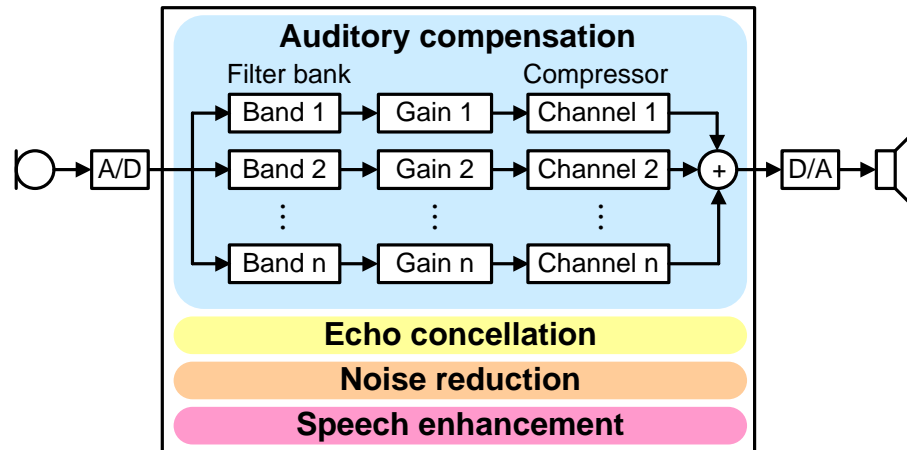 Auditory compensation
Filter bank Compressor
Band 1 Gain 1 Channel 1
A/D Band 2 Gain 2 Channel 2 + D/A
Band n Gain n Channel n
Echo concellation
Noise reduction
Speech enhancement